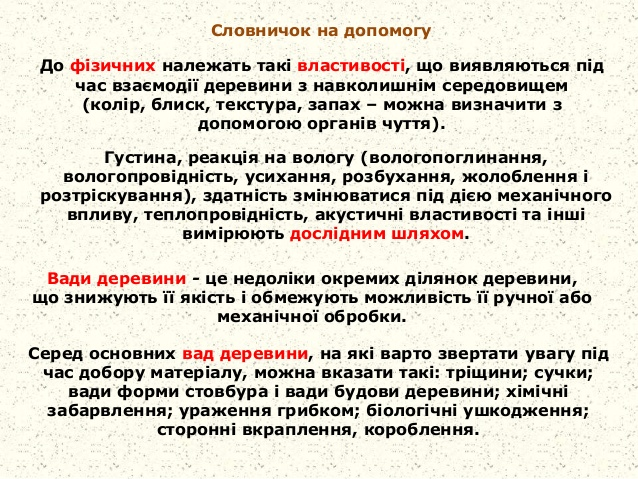 Словничок на допомогу
До фізичних належать такі властивості, що виявляються під
час взаємодії деревини з навколишнім середовищем
(колір, блиск, текстура, запах – можна визначити з
допомогою органів чуття).
Густина, реакція на вологу (вологопоглинання,
вологопровідність, усихання, розбухання, жолоблення і
розтріскування), здатність змінюватися під дією механічного
впливу, теплопровідність, акустичні властивості та інші
вимірюють дослідним шляхом.
Вади деревини - це недоліки окремих ділянок деревини,
що знижують її якість і обмежують можливість її ручної або
механічної обробки.
Серед основних вад деревини, на які варто звертати увагу під
час добору матеріалу, можна вказати такі: тріщини; сучки;
вади форми стовбура і вади будови деревини; хімічні
забарвлення; ураження грибком; біологічні ушкодження;
сторонні вкраплення, короблення.